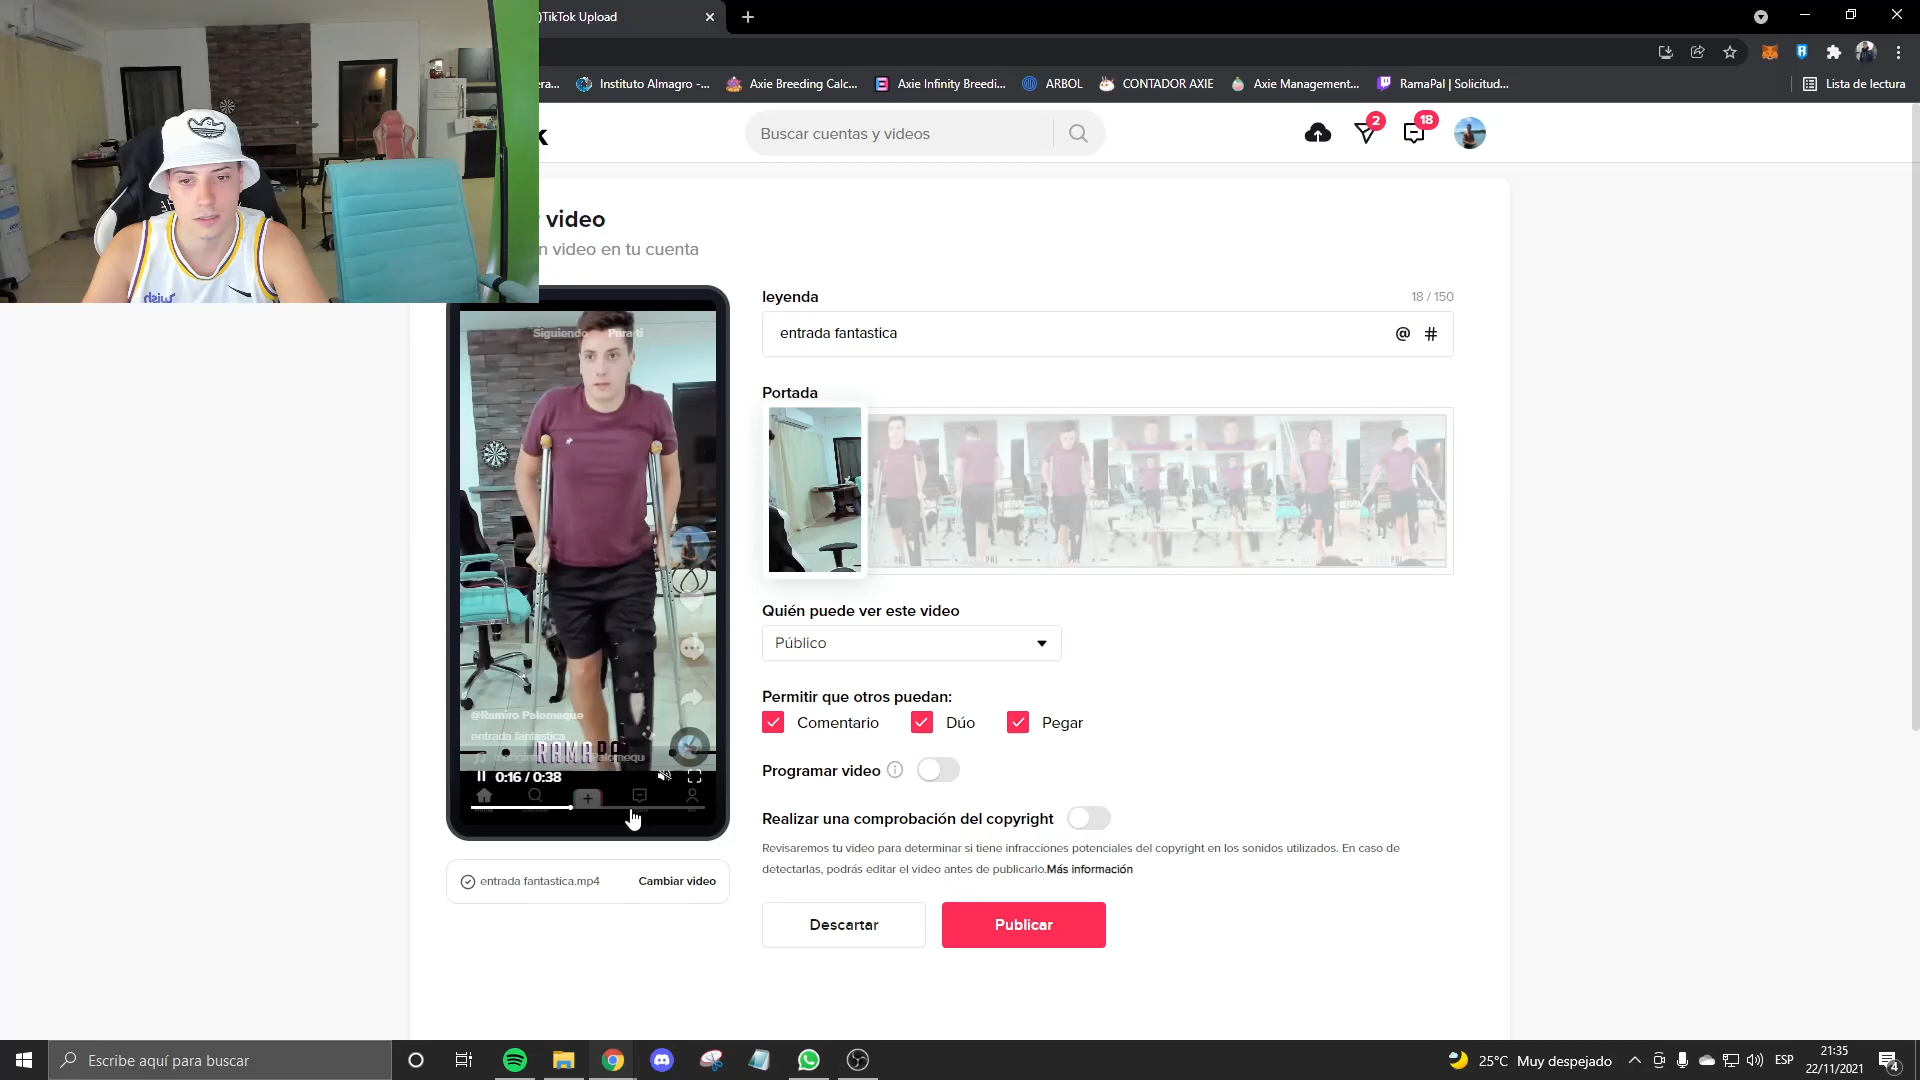 )TikTok Upload
era...
Instituto Almagro -...
Axie Breeding Calc...
Axie Infinity Breedi...
ARBOL
CONTADOR AXIE
Axie Management...
RamaPal | Solicitud...
Lista de lectura
k
Buscar cuentas y videos
2
18
video
n video en tu cuenta
leyenda
18 / 150
entrada fantastica
@ #
Portada
Siguiendo Para ti
Quién puede ver este video
Público
Permitir que otros puedan:
Comentario
Dúo
Pegar
@Ramiro Palomeque
entrada fantastica
RAMAPA
0:16 / 0:38
Programar video
Realizar una comprobación del copyright
Revisaremos tu video para determinar si tiene infracciones potenciales del copyright en los sonidos utilizados. En caso de
detectarlas, podrás editar el video antes de publicarlo.Más información
entrada fantastica.mp4
Cambiar video
Descartar
Publicar
Escribe aquí para buscar
25°C Muy despejado
ESP
21:35
22/11/2021
4